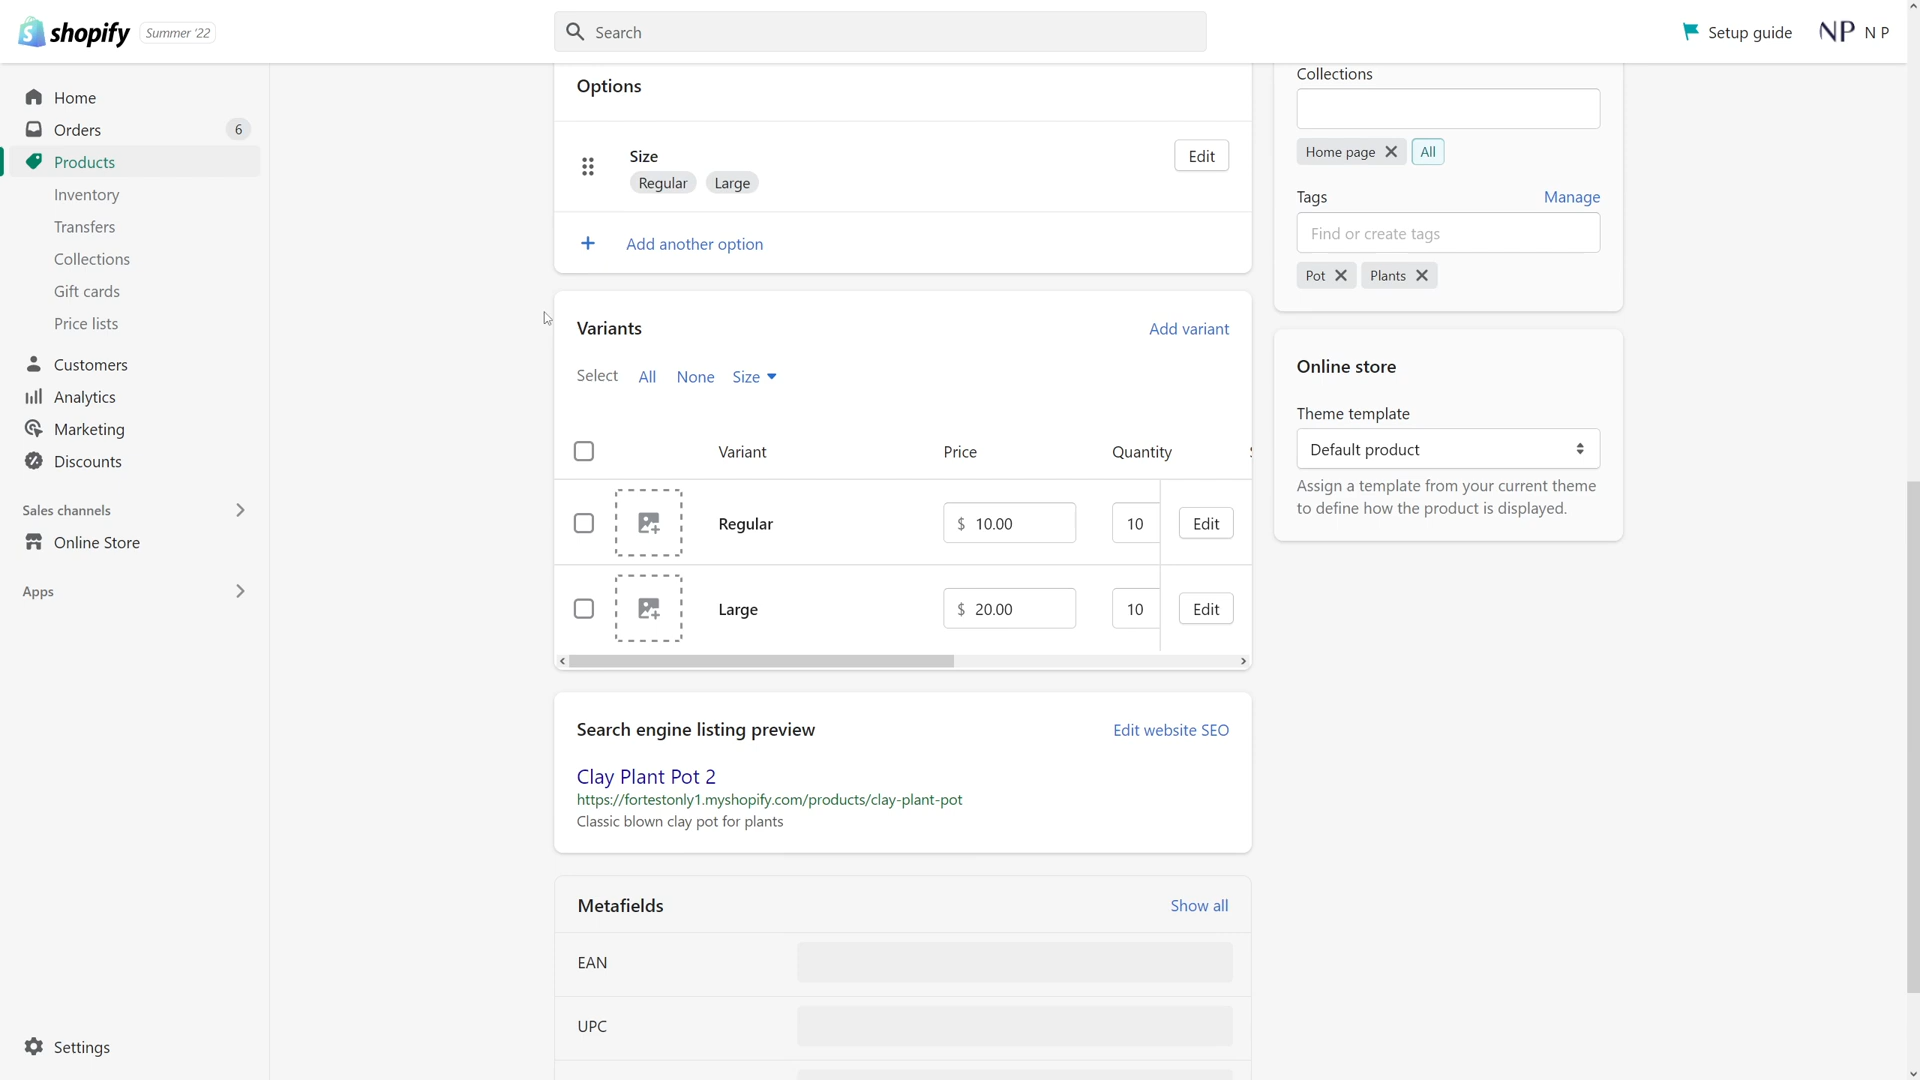 shopify Summer '22
Search
Setup guide
NP N P
Home
Orders 6
Products
Inventory
Transfers
Collections
Gift cards
Price lists
Customers
Analytics
Marketing
Discounts
Sales channels
Online Store
Apps
Settings
Options
Size
Regular Large
Edit
Add another option
Variants
Add variant
Select All None Size
Variant Price Quantity
Regular $ 10.00 10 Edit
Large $ 20.00 10 Edit
Search engine listing preview
Edit website SEO
Clay Plant Pot 2
https://fortestonly1.myshopify.com/products/clay-plant-pot
Classic blown clay pot for plants
Metafields
Show all
EAN
UPC
Collections
Home page All
Tags Manage
Find or create tags
Pot Plants
Online store
Theme template
Default product
Assign a template from your current theme
to define how the product is displayed.